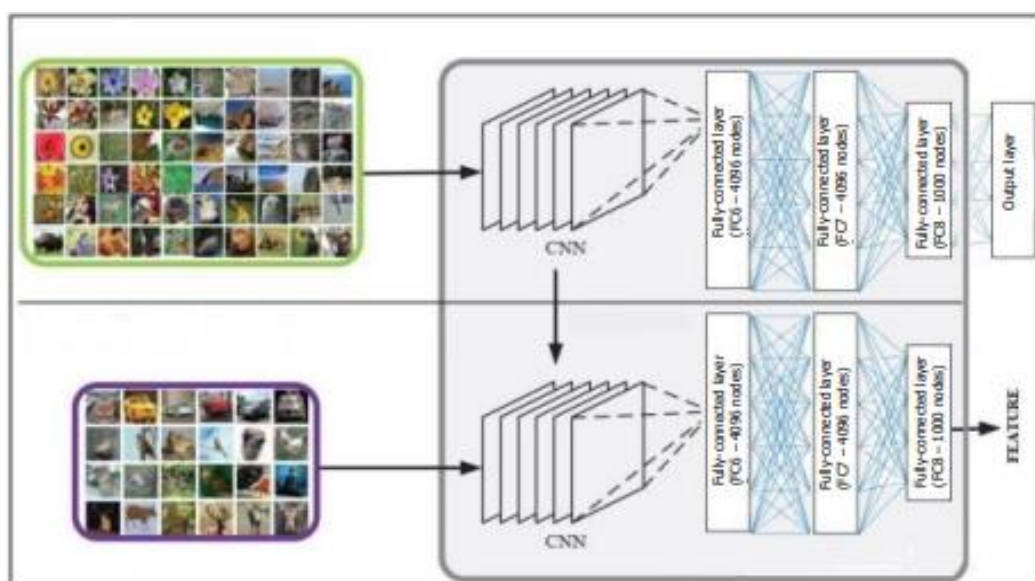 CNN
Fully-connected layer
(FC6 – 4096 nodes)
Fully-connected layer
(FC7 – 4096 nodes)
Fully-connected layer
(FC8 – 1000 nodes)
Output layer
CNN
Fully-connected layer
(FC6 – 4096 nodes)
Fully-connected layer
(FC7 – 4096 nodes)
Fully-connected layer
(FC8 – 1000 nodes)
FEATURE